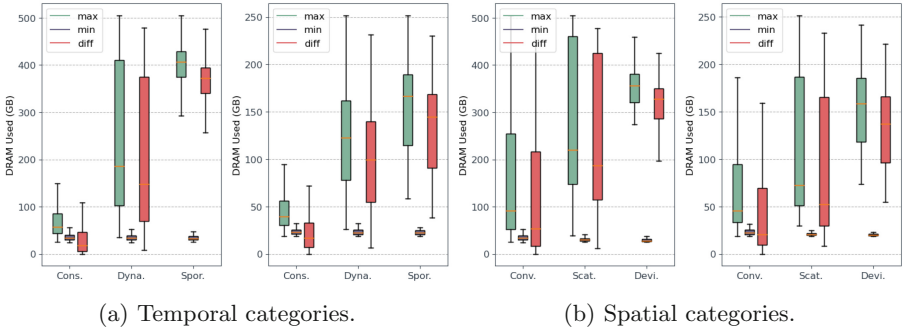 500
400
300
200
100
0
DRAM Used (GB)
max
min
diff
Cons.
Dyna.
Spor.
250
200
150
100
50
0
DRAM Used (GB)
max
min
diff
Cons.
Dyna.
Spor.
500
400
300
200
100
0
DRAM Used (GB)
max
min
diff
Conv.
Scat.
Devi.
250
200
150
100
50
0
DRAM Used (GB)
max
min
diff
Conv.
Scat.
Devi.
(a) Temporal categories.
(b) Spatial categories.